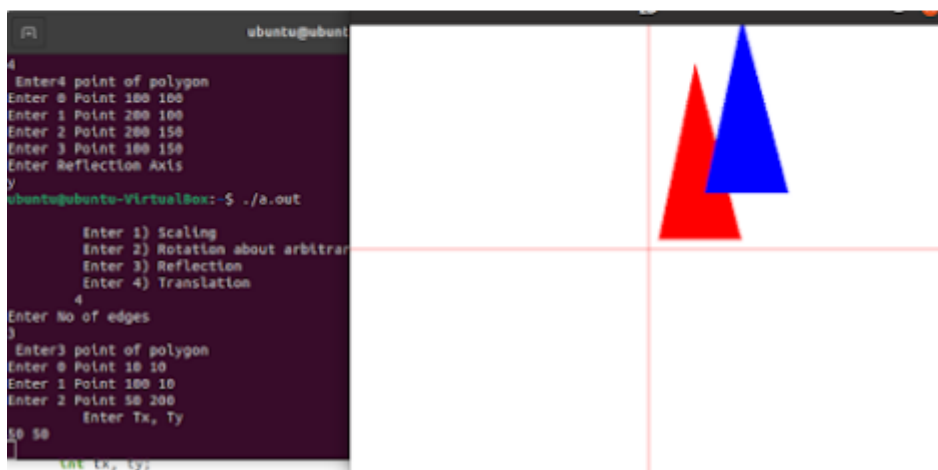 ubuntu@ubunt
4
Enter4 point of polygon
Enter 0 Point 100 100
Enter 1 Point 200 100
Enter 2 Point 200 150
Enter 3 Point 100 150
Enter Reflection Axis
y
ubuntu@ubuntu-VirtualBox:~$ ./a.out
Enter 1) Scaling
Enter 2) Rotation about arbitrar
Enter 3) Reflection
Enter 4) Translation
4
Enter No of edges
3
Enter3 point of polygon
Enter 0 Point 10 10
Enter 1 Point 100 10
Enter 2 Point 50 200
Enter Tx, Ty
50 50
int tx, ty;